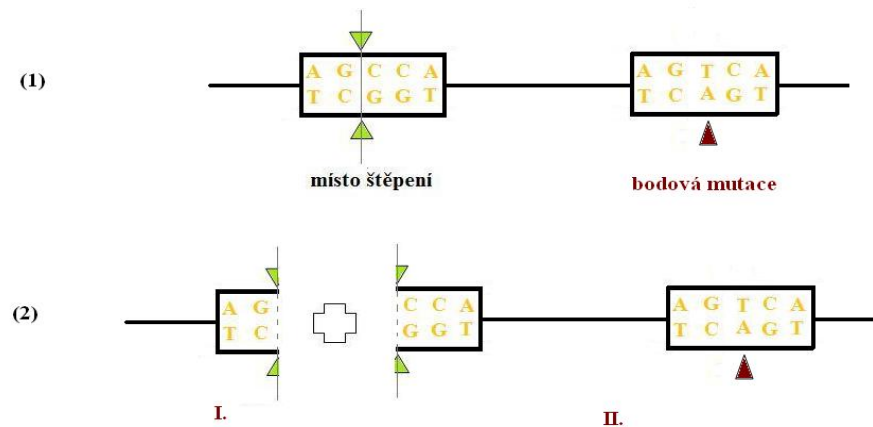 (1)
A G C C A
T C G G T
A G T C A
T C A G T
místo štěpení
bodová mutace
(2)
A G
T C
C C A
G G T
A G T C A
T C A G T
I.
II.